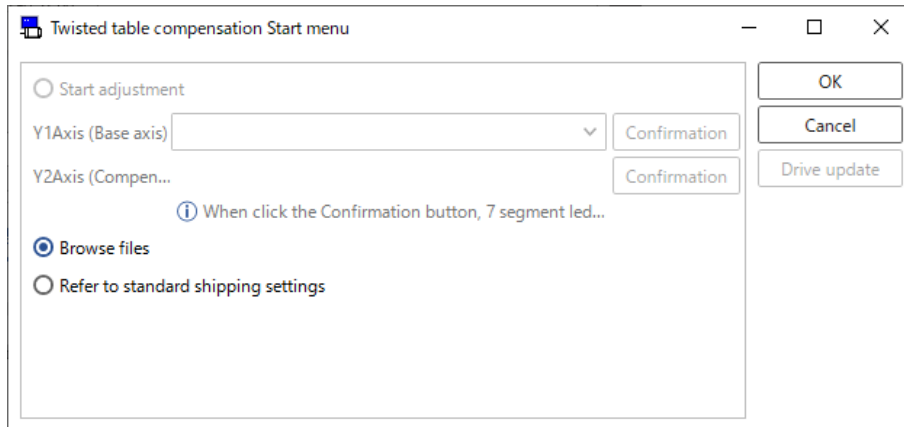 Twisted table compensation Start menu
Start adjustment
OK
Y1Axis (Base axis)
Confirmation
Cancel
Y2Axis (Compen...
Confirmation
Drive update
When click the Confirmation button, 7 segment led...
Browse files
Refer to standard shipping settings